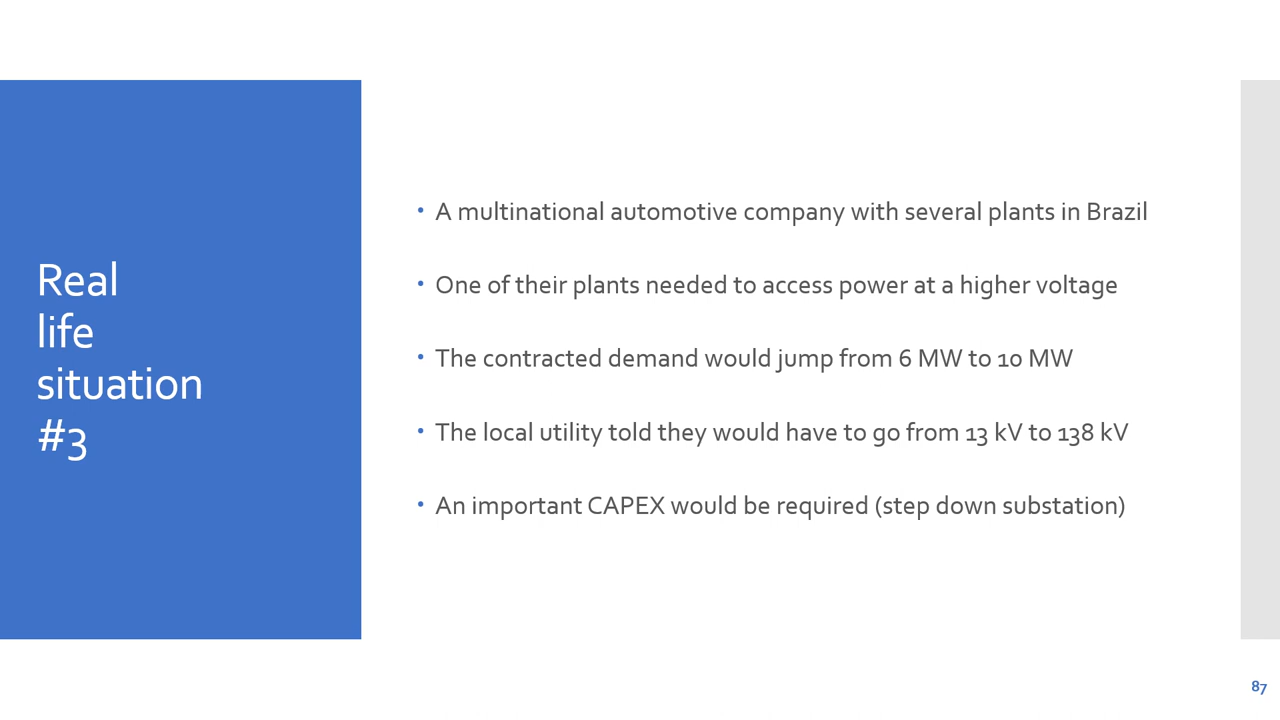 Real
life
situation
#3
• A multinational automotive company with several plants in Brazil
• One of their plants needed to access power at a higher voltage
• The contracted demand would jump from 6 MW to 10 MW
• The local utility told they would have to go from 13 kV to 138 kV
• An important CAPEX would be required (step down substation)
87